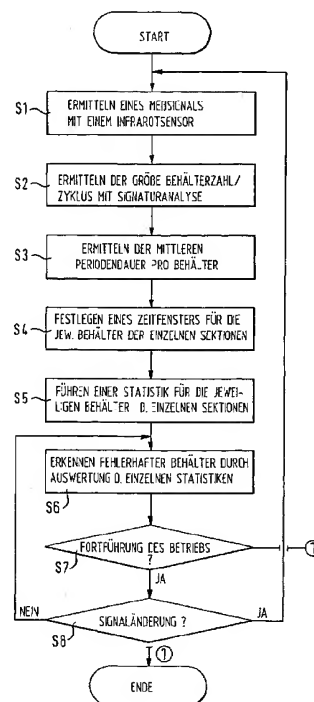 START
S1 ERMITTELN EINES MEßSIGNALS
MIT EINEM INFRAROTSENSOR
S2 ERMITTELN DER GRÖßE BEHÄLTERZAHL/
ZYKLUS MIT SIGNATURANALYSE
S3 ERMITTELN DER MITTLEREN
PERIODENDAUER PRO BEHÄLTER
S4 FESTLEGEN EINES ZEITFENSTERS FÜR DIE
JEW. BEHÄLTER DER EINZELNEN SEKTIONEN
S5 FÜHREN EINER STATISTIK FÜR DIE JEWEI-
LIGEN BEHÄLTER D. EINZELNEN SEKTIONEN
ERKENNEN FEHLERHAFTER BEHÄLTER DURCH
AUSWERTUNG D. EINZELNEN STATISTIKEN
S6
FORTFÜHRUNG DES BETRIEBS
?
S7
1
JA
NEIN
SIGNALÄNDERUNG ?
JA
S8
1
ENDE